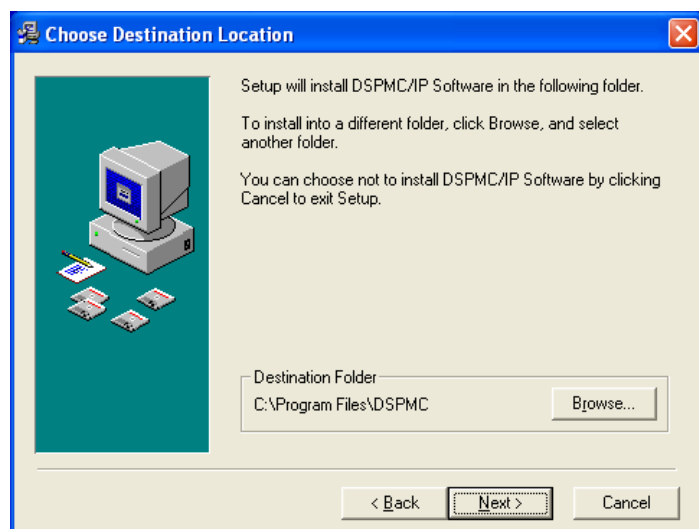 Choose Destination Location
Setup will install DSPMC/IP Software in the following folder.
To install into a different folder, click Browse, and select
another folder.
You can choose not to install DSPMC/IP Software by clicking
Cancel to exit Setup.
Destination Folder
C:\Program Files\DSPMC
Browse...
< Back
Next >
Cancel